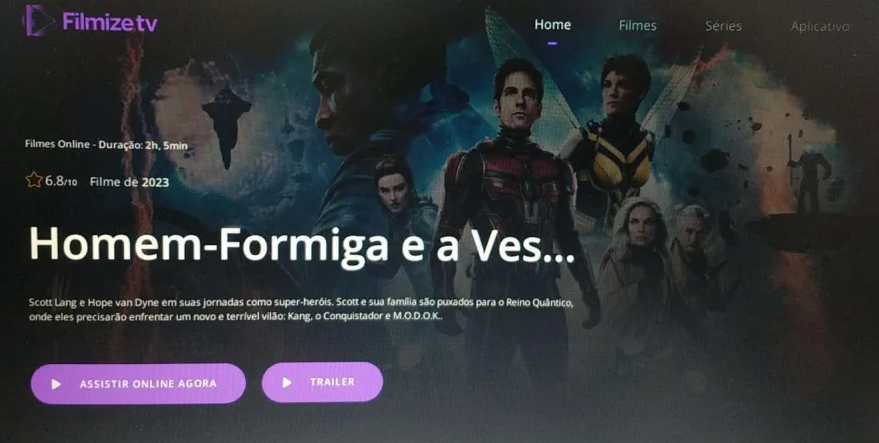 Filmize.tv
Home
Filmes
Séries
Aplicativo
Filmes Online - Duração: 2h, 5min
6.8/10 Filme de 2023
Homem-Formiga e a Ves...
Scott Lang e Hope van Dyne em suas jornadas como super-heróis. Scott e sua família são puxados para o Reino Quântico,
onde eles precisarão enfrentar um novo e terrível vilão: Kang, o Conquistador e M.O.D.O.K..
ASSISTIR ONLINE AGORA
TRAILER